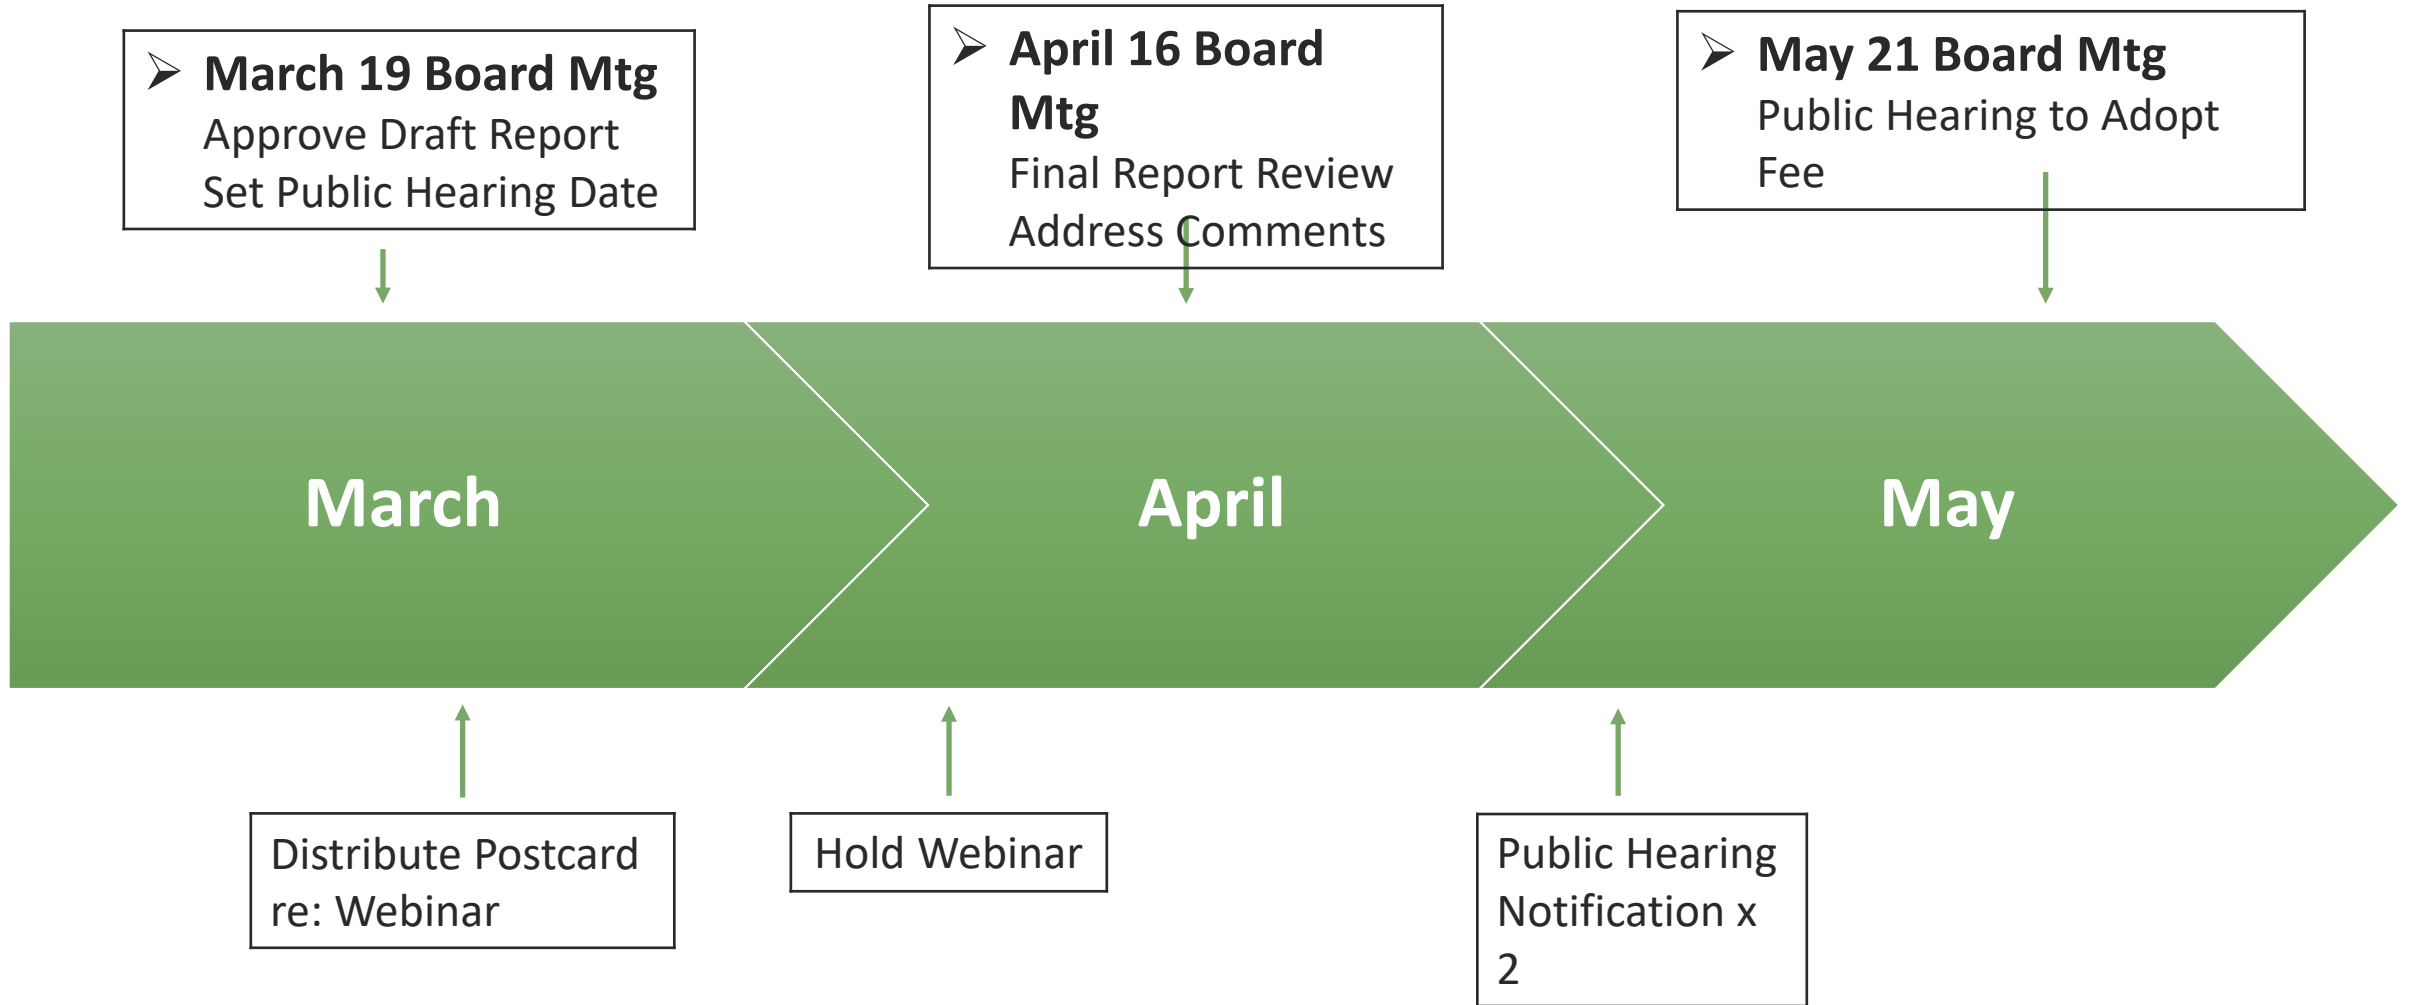 March 19 Board Mtg
Approve Draft Report
Set Public Hearing Date
April 16 Board
Mtg
Final Report Review
Address Comments
May 21 Board Mtg
Public Hearing to Adopt
Fee
March
April
May
Distribute Postcard
re: Webinar
Hold Webinar
Public Hearing
Notification x
2